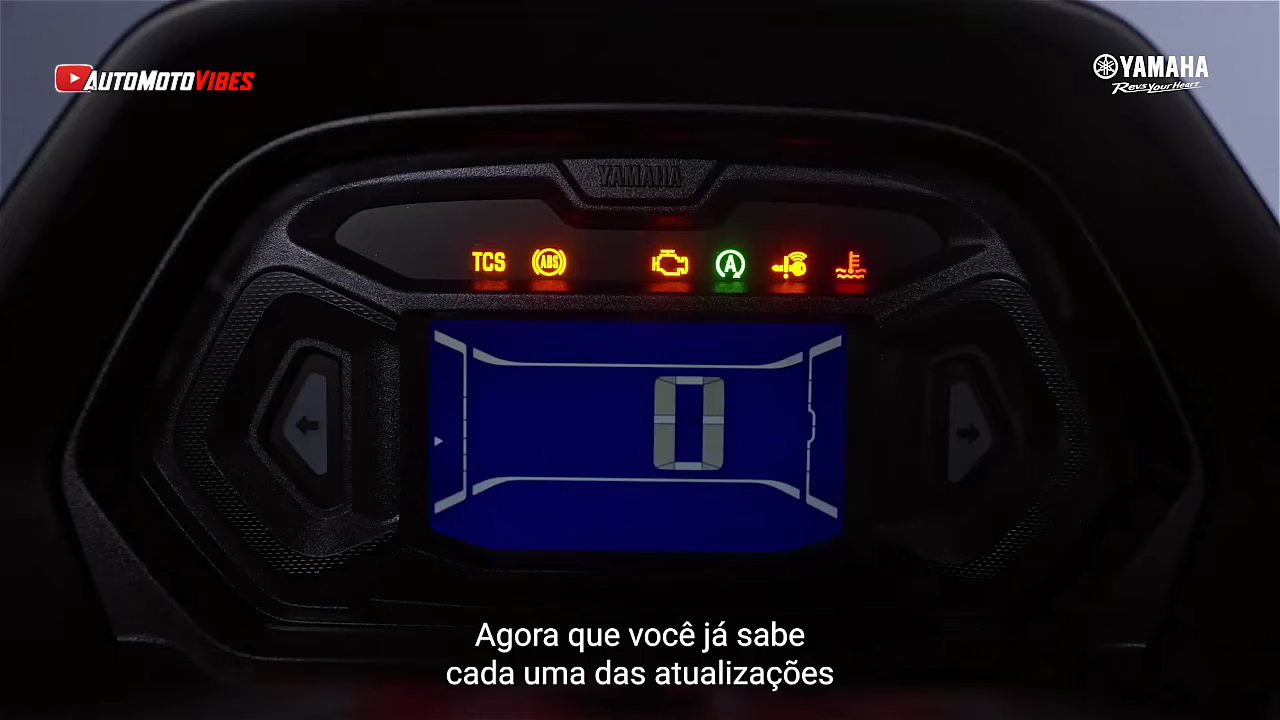 AUTOMOTOVIBES
YAMAHA
Revs Your Heart
YAMAHA
TCS
ABS
A
0
Agora que você já sabe
cada uma das atualizações